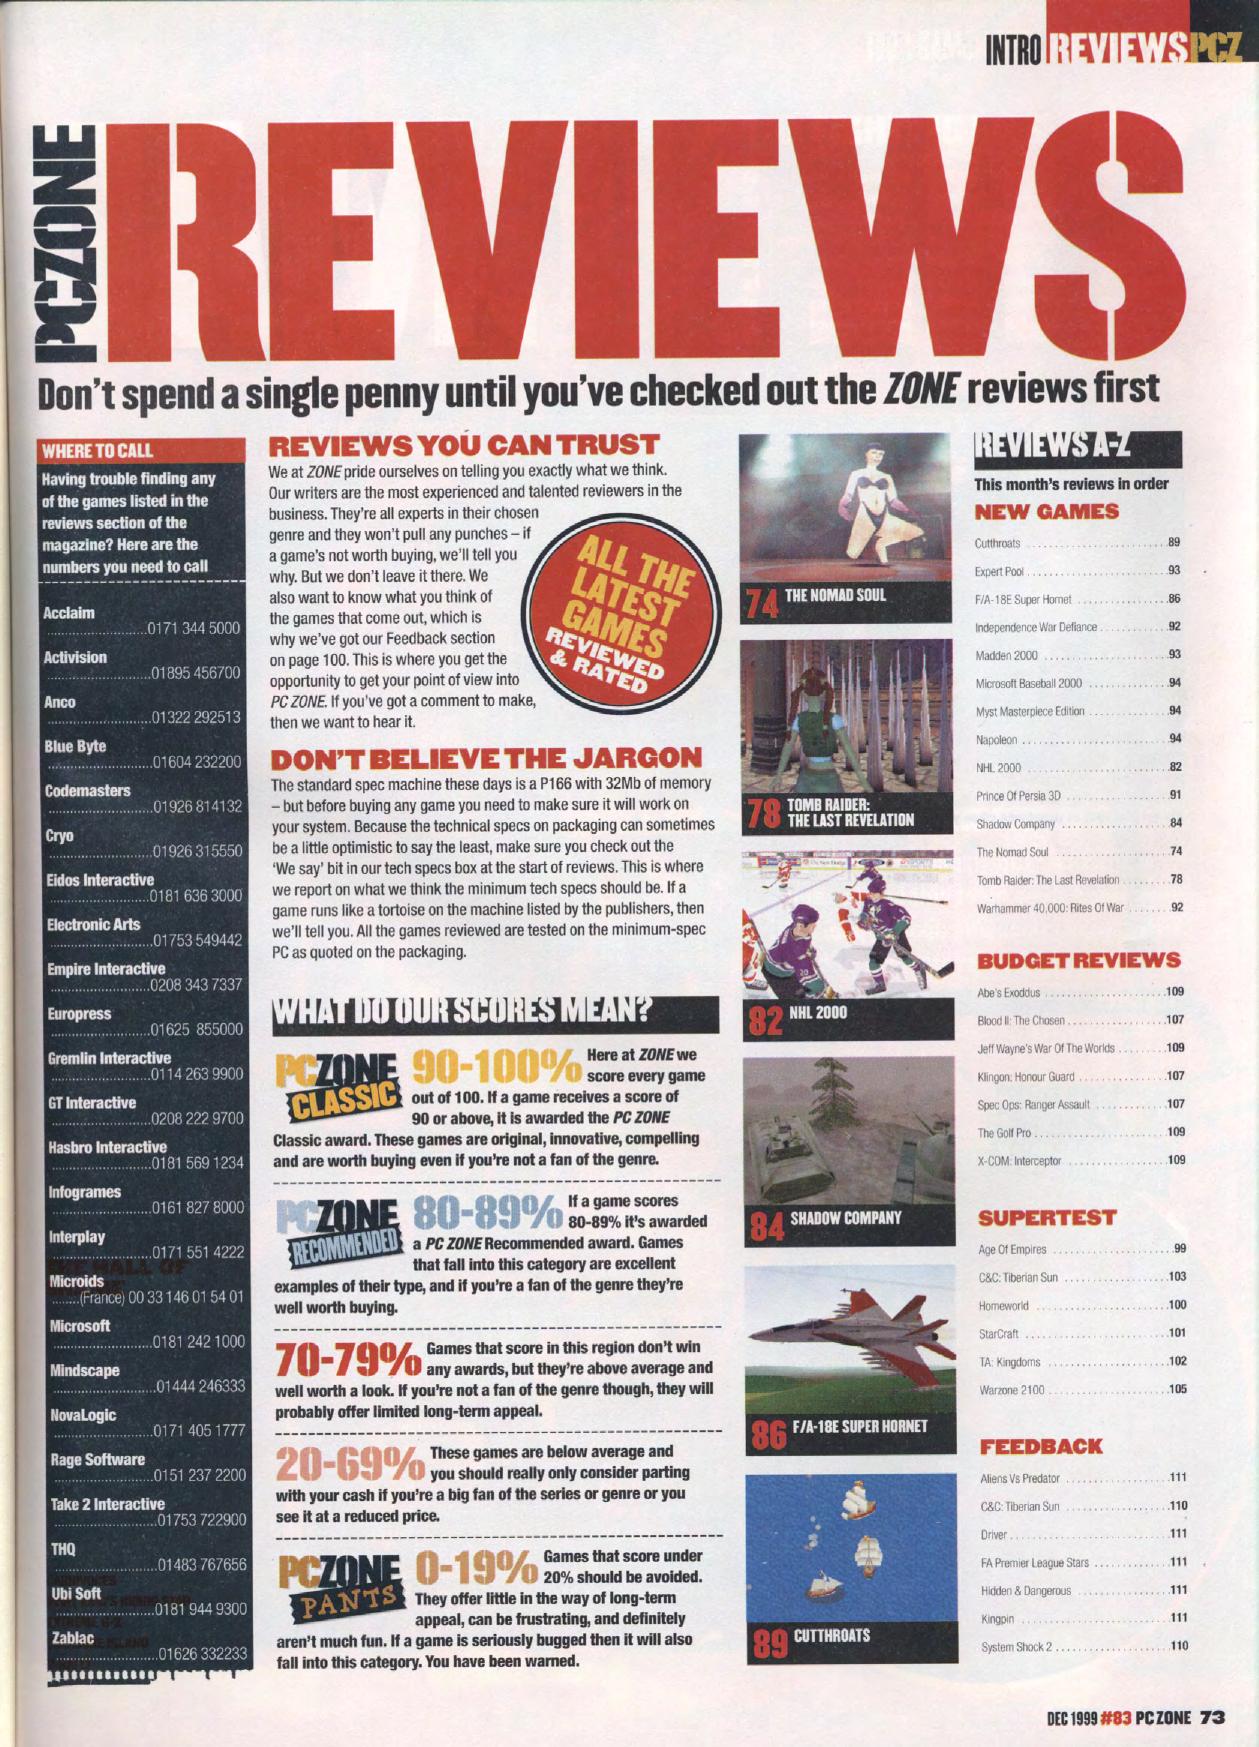 INTRO REVIEWS PCZ
PCZONE
REVIEWS
Don't spend a single penny until you've checked out the ZONE reviews first
WHERE TO CALL
Having trouble finding any
of the games listed in the
reviews section of the
magazine? Here are the
numbers you need to call
Acclaim
0171 344 5000
Activision
01895 456700
Anco
01322 292513
Blue Byte
01604 232200
Codemasters
01926 814132
Cryo
01926 315550
Eidos Interactive
0181 636 3000
Electronic Arts
01753 549442
Empire Interactive
0208 343 7337
Europress
01625 855000
Gremlin Interactive
0114 263 9900
GT Interactive
0208 222 9700
Hasbro Interactive
0181 569 1234
Infogrames
0161 827 8000
Interplay
0171 551 4222
Microids
(France) 00 33 146 01 54 01
Microsoft
0181 242 1000
Mindscape
01444 246333
NovaLogic
0171 405 1777
Rage Software
0151 237 2200
Take 2 Interactive
01753 722900
THQ
01483 767656
Ubi Soft
0181 944 9300
Zablac
01626 332233
REVIEWS YOU CAN TRUST
We at ZONE pride ourselves on telling you exactly what we think.
Our writers are the most experienced and talented reviewers in the
business. They're all experts in their chosen
genre and they won't pull any punches – if
a game's not worth buying, we'll tell you
why. But we don't leave it there. We
also want to know what you think of
the games that come out, which is
why we've got our Feedback section
on page 100. This is where you get the
opportunity to get your point of view into
PC ZONE. If you've got a comment to make,
then we want to hear it.
ALL THE
LATEST
GAMES
REVIEWED
& RATED
DON'T BELIEVE THE JARGON
The standard spec machine these days is a P166 with 32Mb of memory
– but before buying any game you need to make sure it will work on
your system. Because the technical specs on packaging can sometimes
be a little optimistic to say the least, make sure you check out the
'We say' bit in our tech specs box at the start of reviews. This is where
we report on what we think the minimum tech specs should be. If a
game runs like a tortoise on the machine listed by the publishers, then
we'll tell you. All the games reviewed are tested on the minimum-spec
PC as quoted on the packaging.
WHAT DO OUR SCORES MEAN?
PCZONE
CLASSIC
90-100% Here at ZONE we
score every game
out of 100. If a game receives a score of
90 or above, it is awarded the PC ZONE
Classic award. These games are original, innovative, compelling
and are worth buying even if you're not a fan of the genre.
PCZONE
RECOMMENDED
80-89% If a game scores
80-89% it's awarded
a PC ZONE Recommended award. Games
that fall into this category are excellent
examples of their type, and if you're a fan of the genre they're
well worth buying.
70-79% Games that score in this region don't win
any awards, but they're above average and
well worth a look. If you're not a fan of the genre though, they will
probably offer limited long-term appeal.
20-69% These games are below average and
you should really only consider parting
with your cash if you're a big fan of the series or genre or you
see it at a reduced price.
PCZONE
PANTS
0-19% Games that score under
20% should be avoided.
They offer little in the way of long-term
appeal, can be frustrating, and definitely
aren't much fun. If a game is seriously bugged then it will also
fall into this category. You have been warned.
74 THE NOMAD SOUL
78 TOMB RAIDER:
THE LAST REVELATION
82 NHL 2000
84 SHADOW COMPANY
86 F/A-18E SUPER HORNET
89 CUTTHROATS
REVIEWS A-Z
This month's reviews in order
NEW GAMES
Cutthroats 89
Expert Pool 93
F/A-18E Super Hornet 86
Independence War Defiance 92
Madden 2000 93
Microsoft Baseball 2000 94
Myst Masterpiece Edition 94
Napoleon 94
NHL 2000 82
Prince Of Persia 3D 91
Shadow Company 84
The Nomad Soul 74
Tomb Raider: The Last Revelation 78
Warhammer 40,000: Rites Of War 92
BUDGET REVIEWS
Abe's Exoddus 109
Blood II: The Chosen 107
Jeff Wayne's War Of The Worlds 109
Klingon: Honour Guard 107
Spec Ops: Ranger Assault 107
The Golf Pro 109
X-COM: Interceptor 109
SUPERTEST
Age Of Empires 99
C&C: Tiberian Sun 103
Homeworld 100
StarCraft 101
TA: Kingdoms 102
Warzone 2100 105
FEEDBACK
Aliens Vs Predator 111
C&C: Tiberian Sun 110
Driver 111
FA Premier League Stars 111
Hidden & Dangerous 111
Kingpin 111
System Shock 2 110
DEC 1999 #83 PC ZONE 73